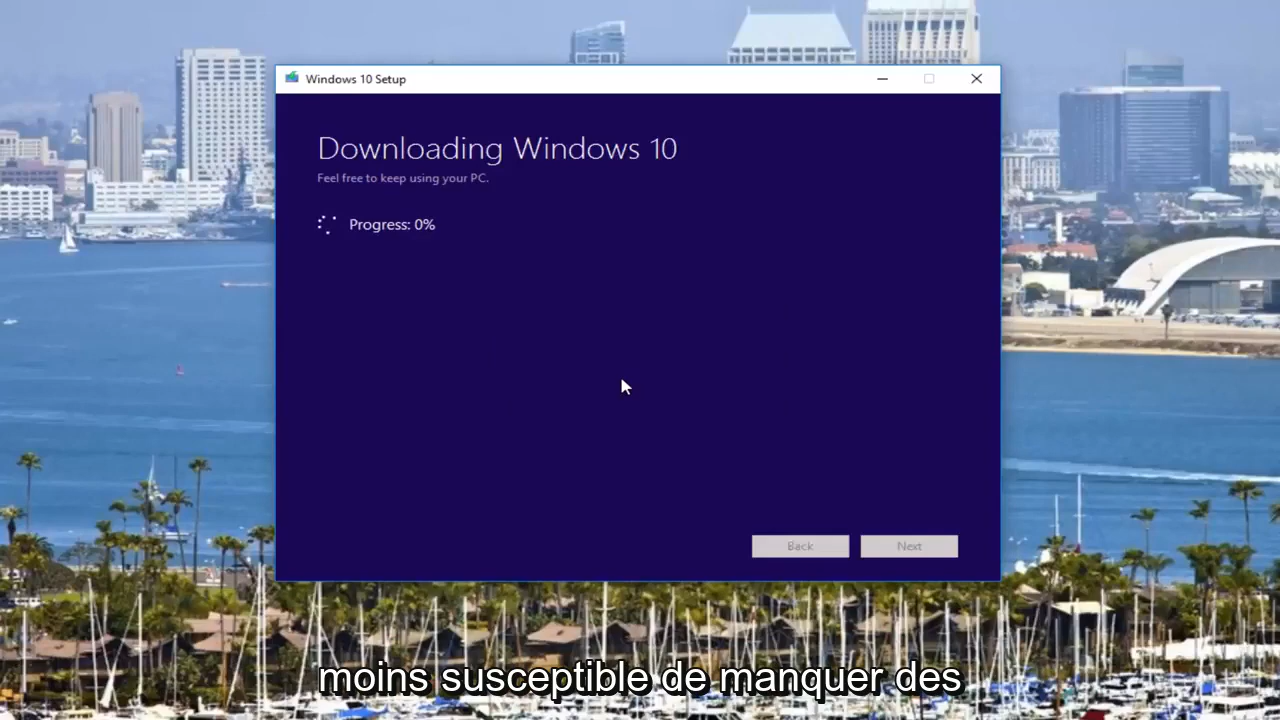 Windows 10 Setup
Downloading Windows 10
Feel free to keep using your PC.
Progress: 0%
Back
Next
moins susceptible de manquer des